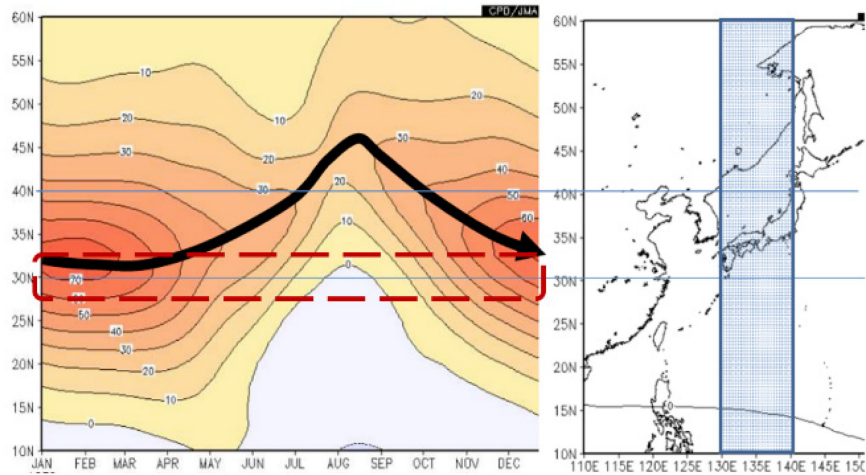 CPD/JMA
60N
55N
50N
45N
40N
35N
30N
25N
20N
15N
10N
JAN FEB MAR APR MAY JUN JUL AUG SEP OCT NOV DEC
10
10
20
20
20
30
30
30
40
50
60
20
10
0
70
50
40
30
20
10
0
60N
55N
50N
45N
40N
35N
30N
25N
20N
15N
10N
0
110E 115E 120E 125E 130E 135E 140E 145E